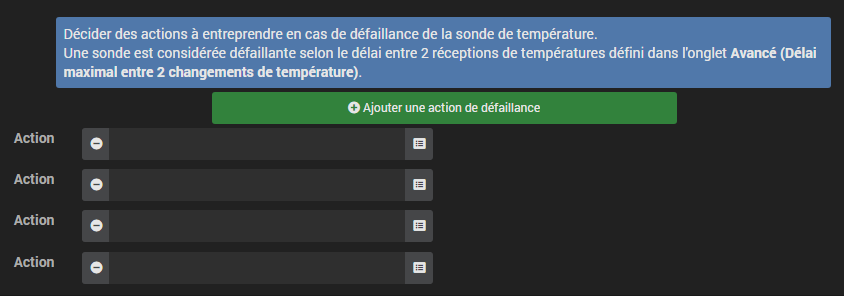 Décider des actions à entreprendre en cas de défaillance de la sonde de température.
Une sonde est considérée défaillante selon le délai entre 2 réceptions de températures défini dans l'onglet Avancé (Délai
maximal entre 2 changements de température).
Ajouter une action de défaillance
Action
Action
Action
Action